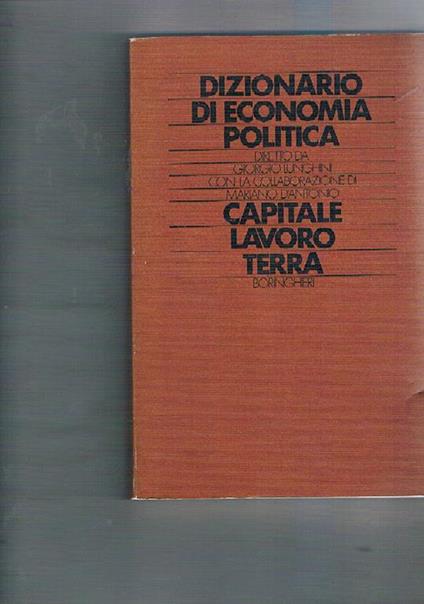 DIZIONARIO
DI ECONOMIA
POLITICA
DIRETTO DA
GIORGIO LUNGHINI
CON LA COLLABORAZIONE DI
MARIANO D'ANTONIO
CAPITALE
LAVORO
TERRA
BORINGHIERI